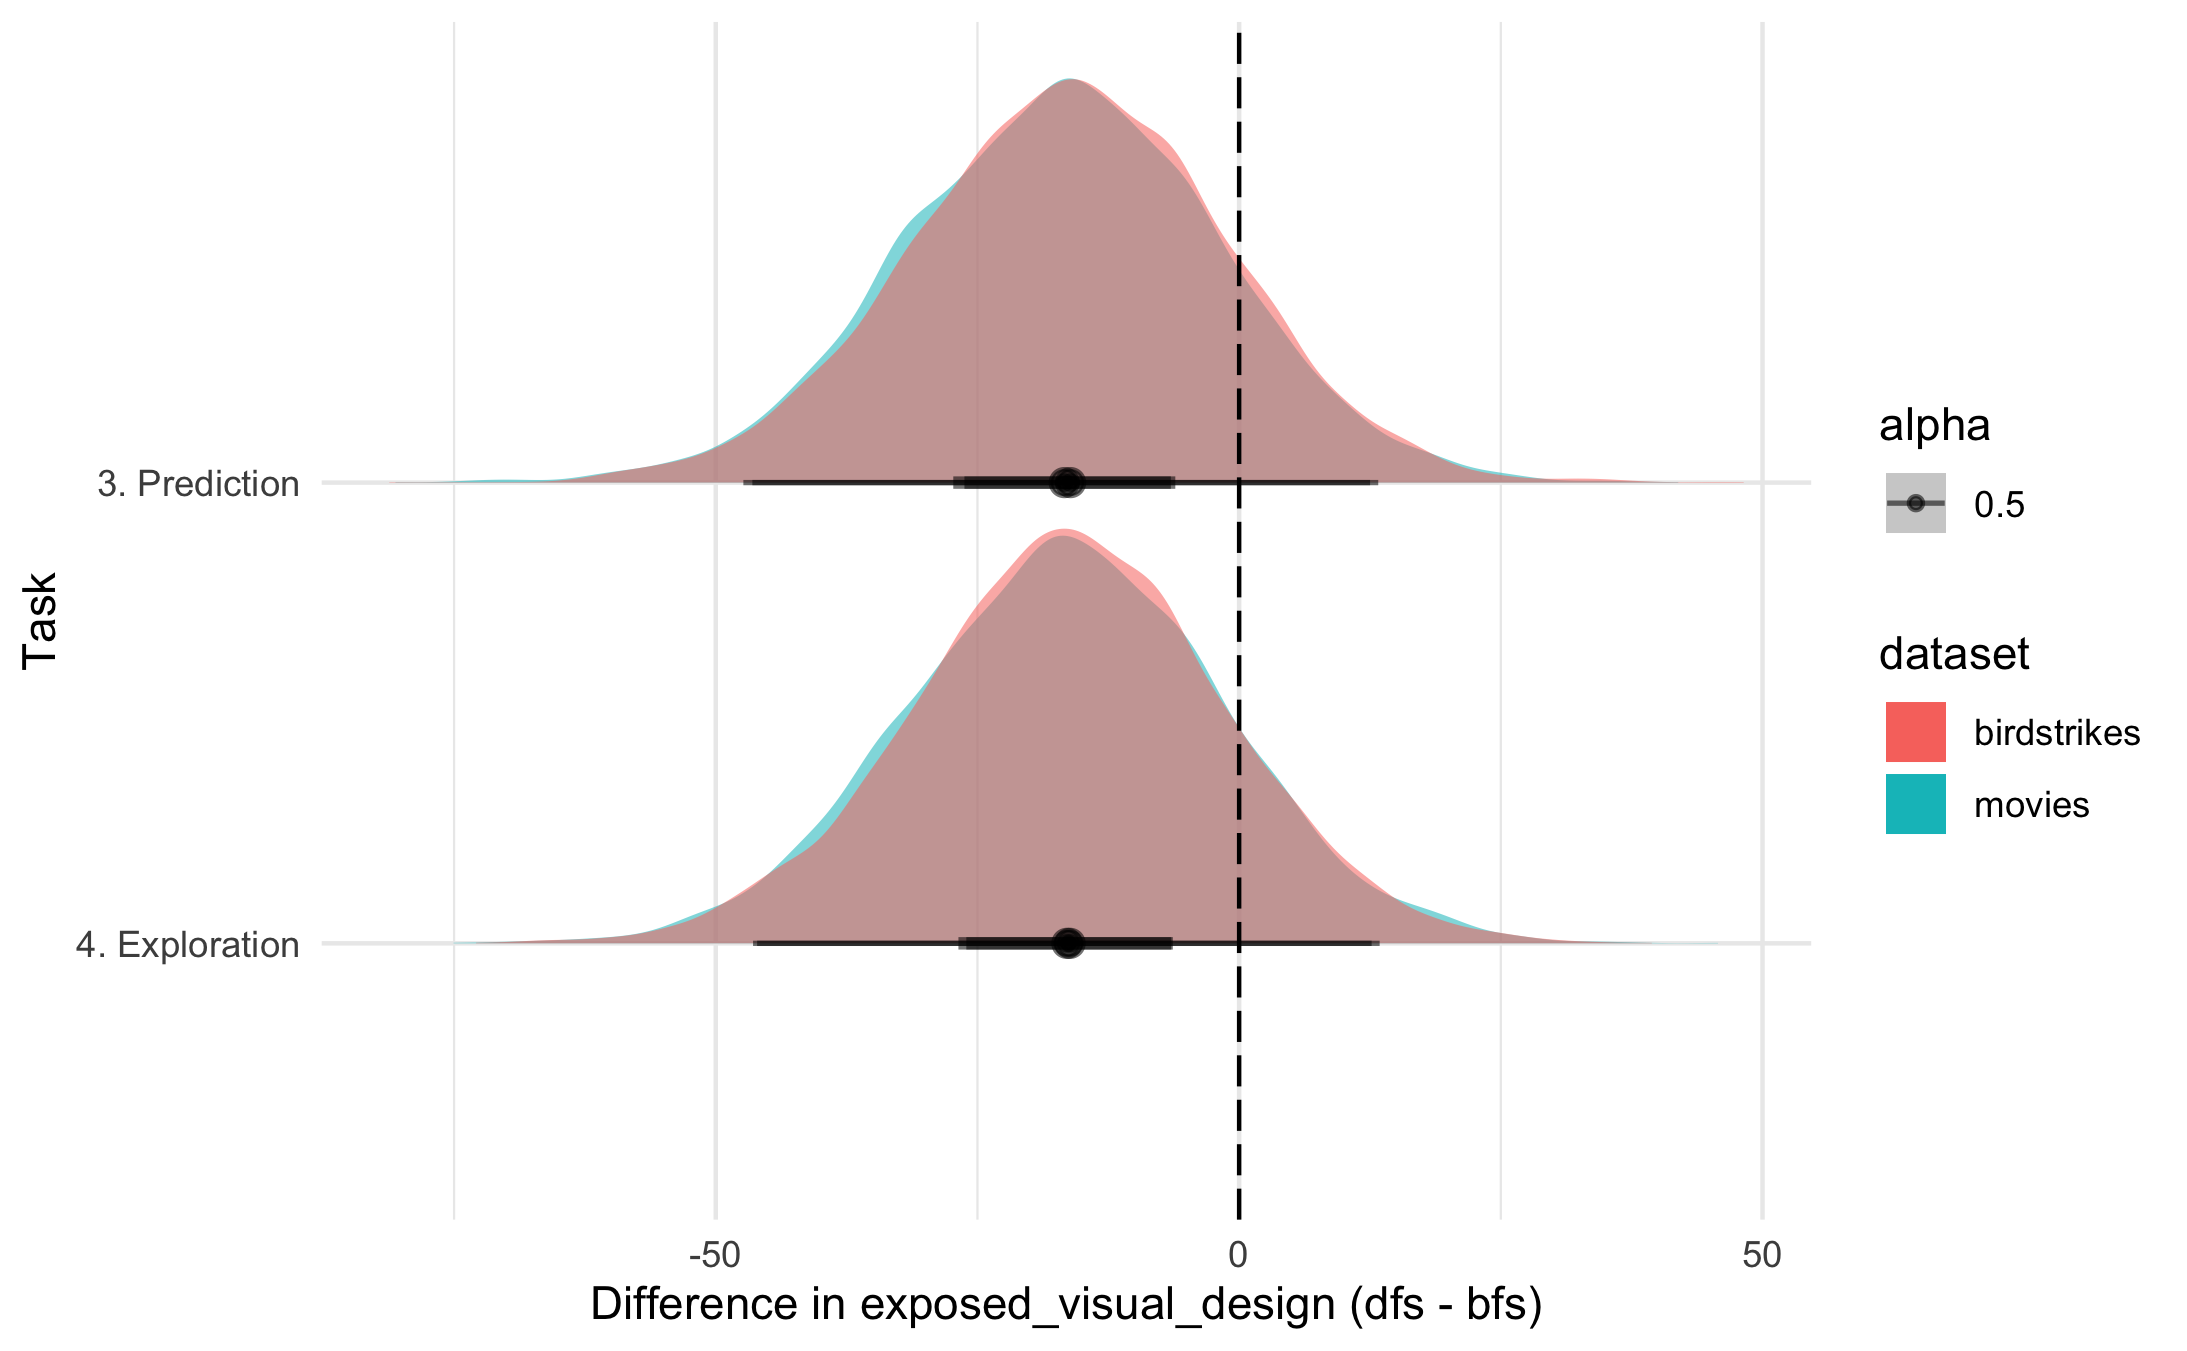 3. Prediction
4. Exploration
Task
-50
0
50
Difference in exposed_visual_design (dfs - bfs)
alpha
0.5
dataset
birdstrikes
movies